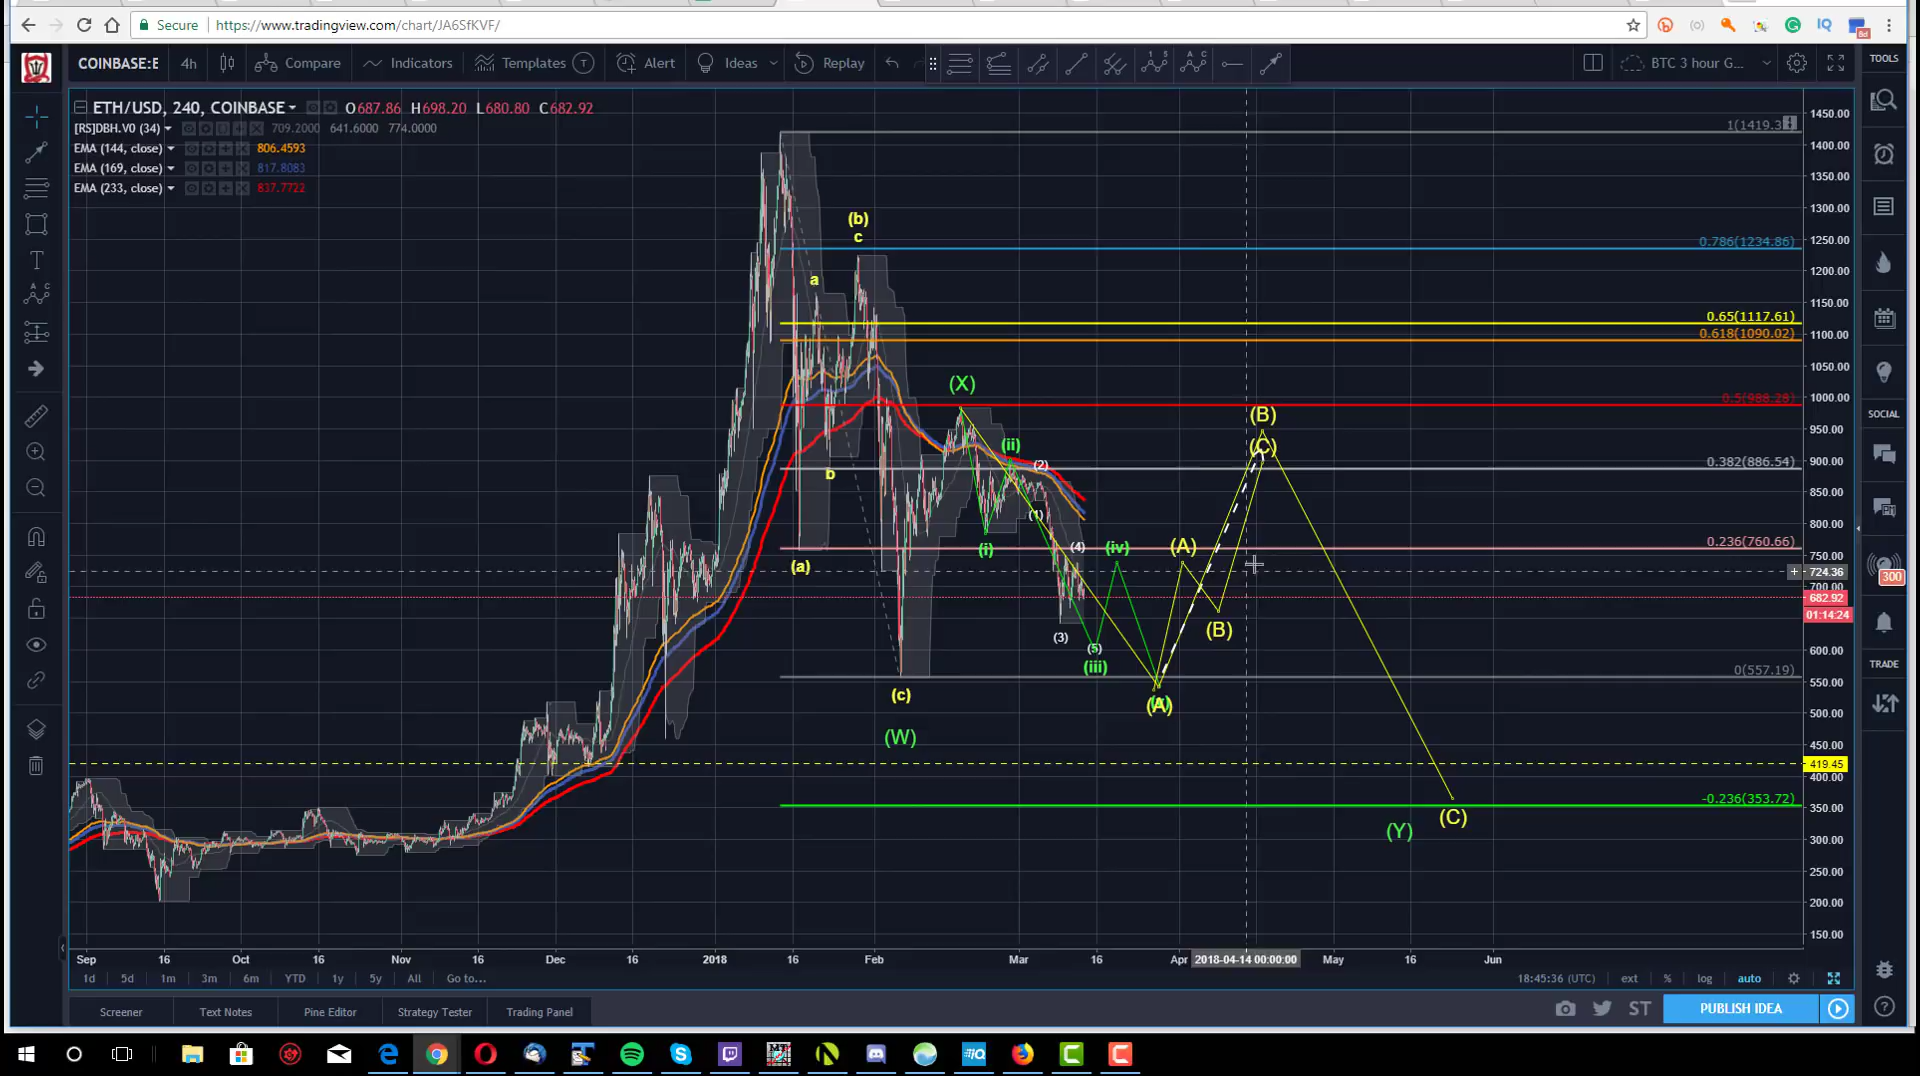 Secure
https://www.tradingview.com/chart/JA6SfKVF/
8d
COINBASE:E
4h
Compare
Indicators
Templates
T
Alert
Ideas
Replay
BTC 3 hour G...
TOOLS
ETH/USD, 240, COINBASE O687.86 H698.20 L680.80 C682.92
[RS]DBH.V0 (34) 709.2000 641.6000 774.0000
EMA (144, close) 806.4593
EMA (169, close) 817.8083
EMA (233, close) 837.7722
1(1419.3
0.786(1234.86)
0.65(1117.61)
0.618(1090.02)
0.5(988.28)
0.382(886.54)
0.236(760.66)
0(557.19)
-0.236(353.72)
(b)
c
a
b
(a)
(c)
(W)
(X)
(i)
(ii)
(1)
(2)
(3)
(4)
(5)
(iii)
(iv)
(A)
(A)
(B)
(B)
(C)
(C)
(Y)
1450.00
1400.00
1350.00
1300.00
1250.00
1200.00
1150.00
1100.00
1050.00
1000.00
950.00
900.00
850.00
800.00
750.00
724.36
700.00
682.92
01:14:24
650.00
600.00
550.00
500.00
450.00
419.45
400.00
350.00
300.00
250.00
200.00
150.00
SOCIAL
300
TRADE
Sep 16 Oct 16 Nov 16 Dec 16 2018 16 Feb Mar 16 Apr 2018-04-14 00:00:00 May 16 Jun
1d 5d 1m 3m 6m YTD 1y 5y All Go to...
18:45:36 (UTC) ext % log auto
Screener
Text Notes
Pine Editor
Strategy Tester
Trading Panel
ST
PUBLISH IDEA